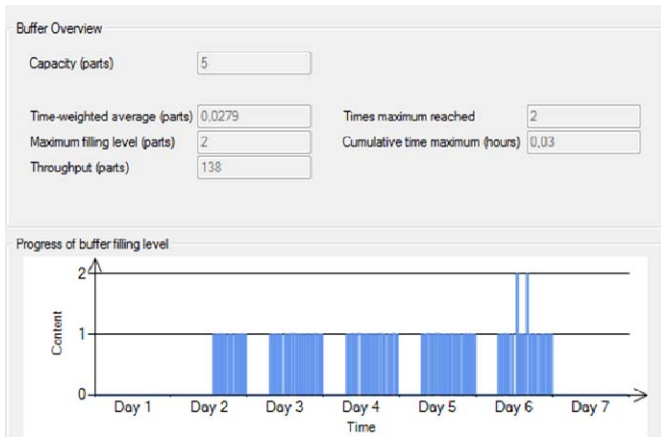 Buffer Overview
Capacity (parts) 5
Time-weighted average (parts) 0,0279 Times maximum reached 2
Maximum filling level (parts) 2 Cumulative time maximum (hours) 0,03
Throughput (parts) 138
Progress of buffer filling level
2
1
0
Content
Day 1 Day 2 Day 3 Day 4 Day 5 Day 6 Day 7
Time